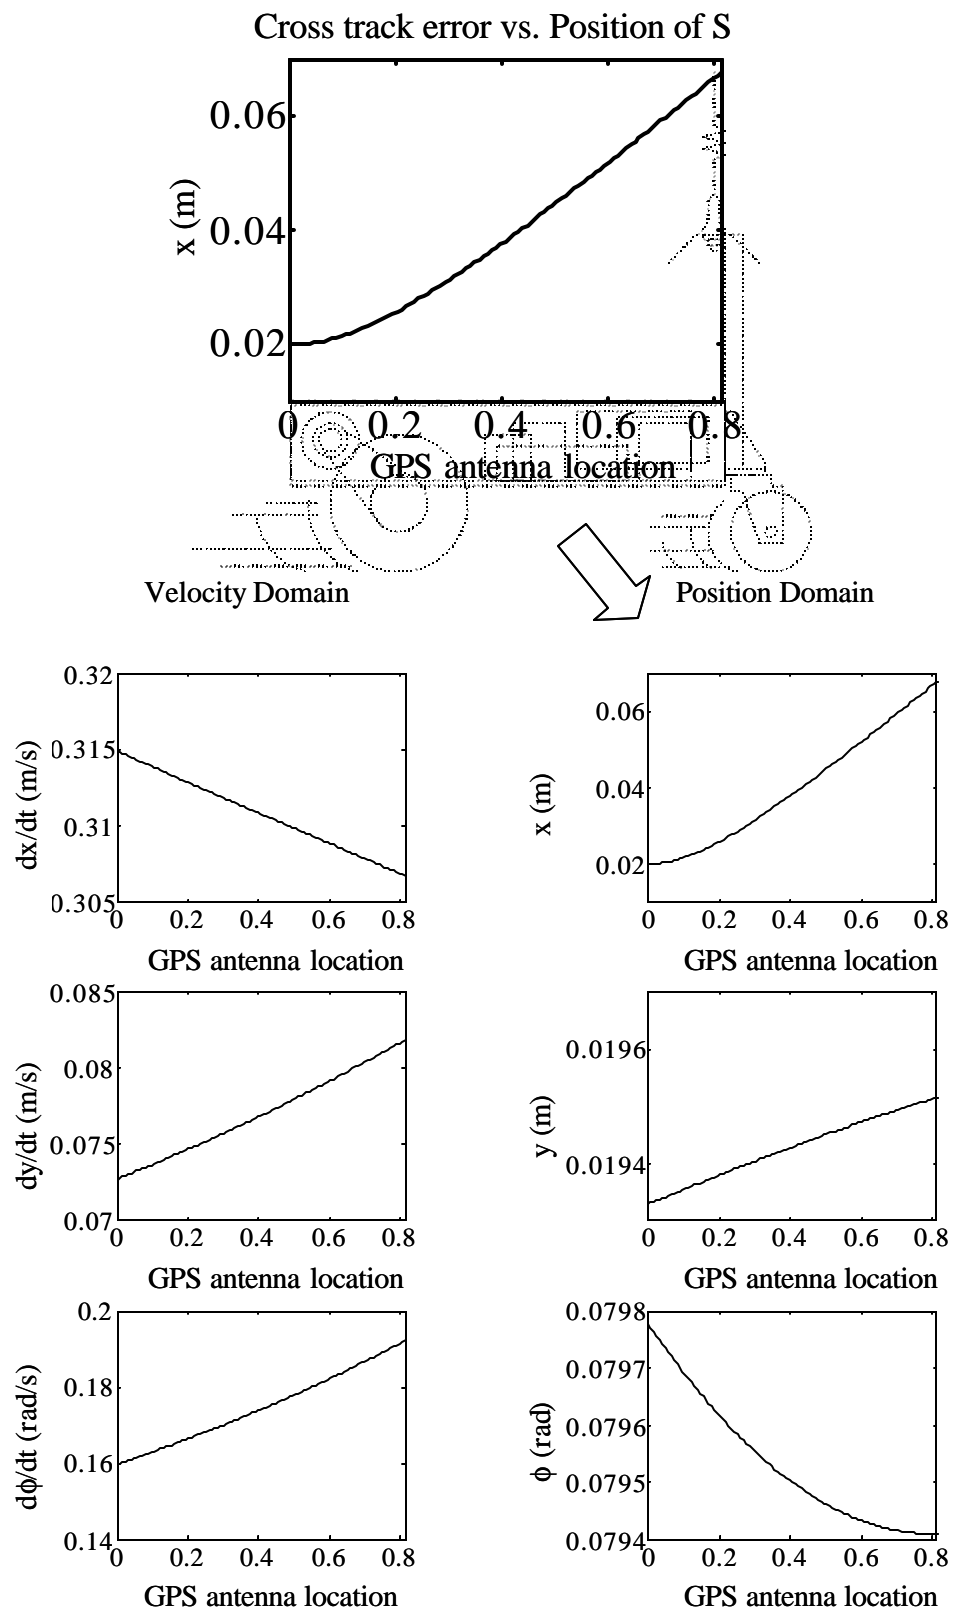 Cross track error vs. Position of S
0.06
0.04
0.02
x (m)
0 0.2 0.4 0.6 0.8
GPS antenna location
Velocity Domain
Position Domain
0.32
0.315
0.31
0.305
dx/dt (m/s)
0 0.2 0.4 0.6 0.8
GPS antenna location
0.06
0.04
0.02
x (m)
0 0.2 0.4 0.6 0.8
GPS antenna location
0.085
0.08
0.075
0.07
dy/dt (m/s)
0 0.2 0.4 0.6 0.8
GPS antenna location
0.0196
0.0194
y (m)
0 0.2 0.4 0.6 0.8
GPS antenna location
0.2
0.18
0.16
0.14
dϕ/dt (rad/s)
0 0.2 0.4 0.6 0.8
GPS antenna location
0.0798
0.0797
0.0796
0.0795
0.0794
ϕ (rad)
0 0.2 0.4 0.6 0.8
GPS antenna location